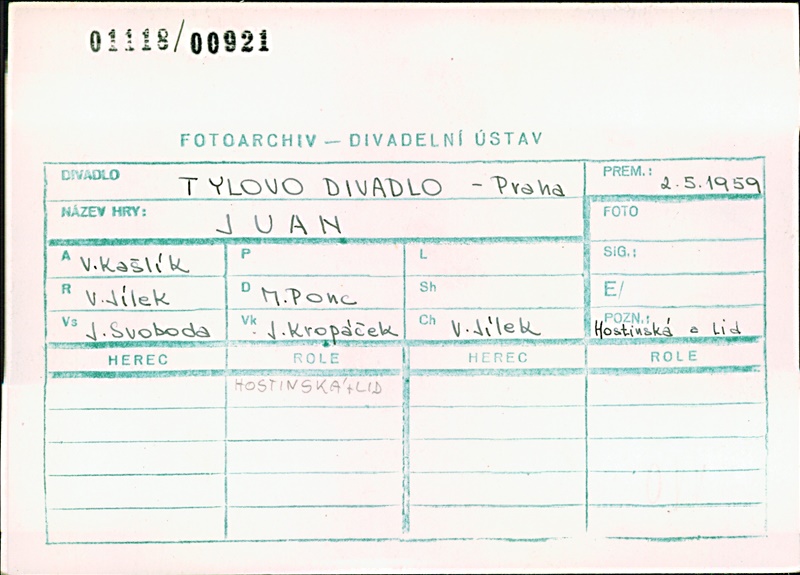 01118/00921
FOTOARCHIV — DIVADELNÍ ÚSTAV
DIVADLO TYLOVO DIVADLO - Praha PREM.: 2.5.1959
NÁZEV HRY: JUAN FOTO
A V. Kašlík P L SIG.:
R V. Jílek D M. Ponc Sh E/
Vs J. Svoboda Vk J. Kropáček Ch V. Jílek POZN.: Hostinská a Lid
HEREC ROLE HEREC ROLE
HOSTINSKÁ + LID